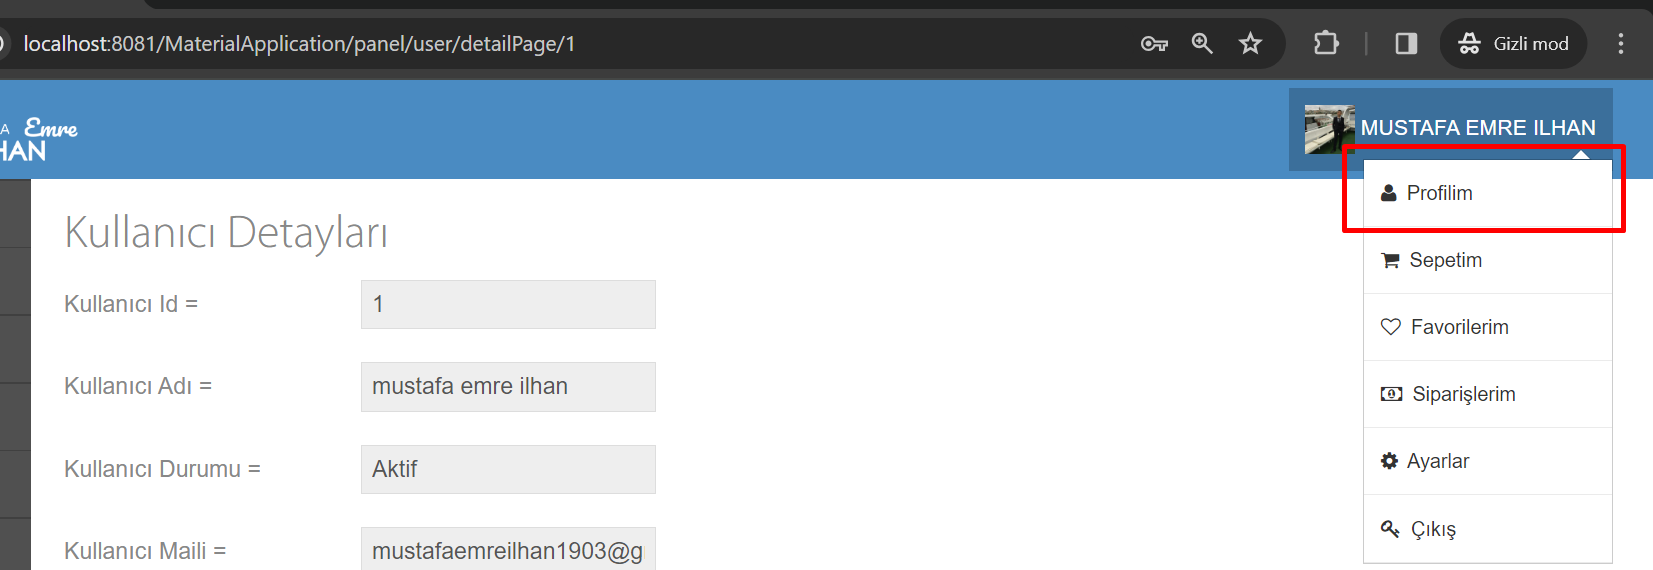 localhost:8081/MaterialApplication/panel/user/detailPage/1
Gizli mod
A Emre
HAN
MUSTAFA EMRE ILHAN
Profilim
Sepetim
Favorilerim
Siparişlerim
Ayarlar
Çıkış
Kullanıcı Detayları
Kullanıcı Id = 1
Kullanıcı Adı = mustafa emre ilhan
Kullanıcı Durumu = Aktif
Kullanıcı Maili = mustafaemreilhan1903@g